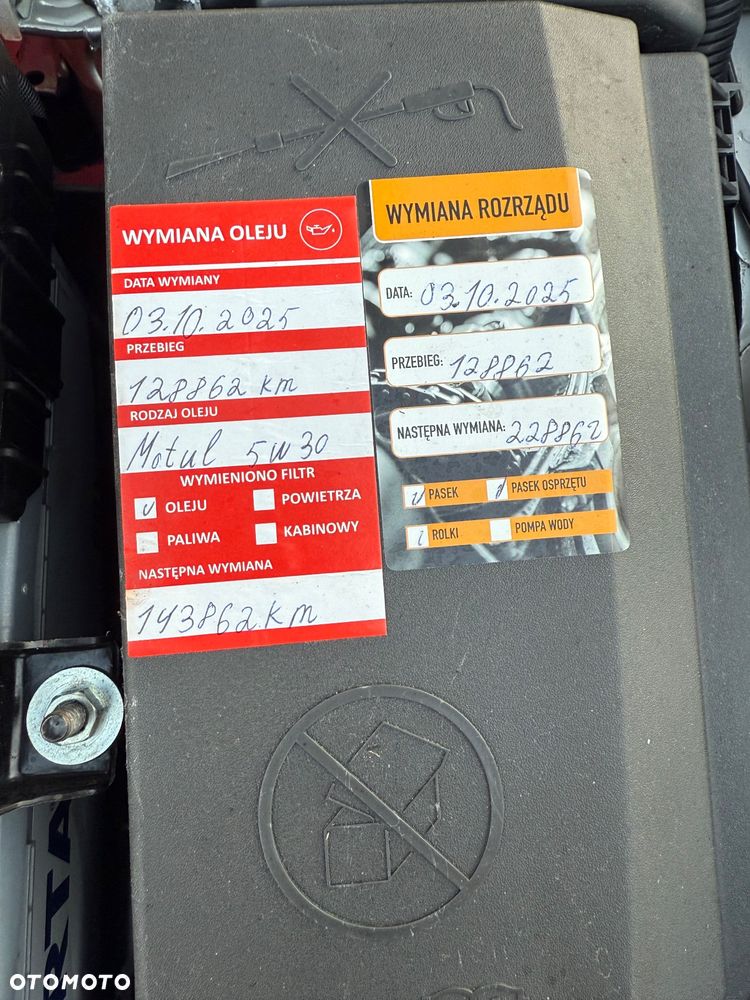 WYMIANA OLEJU
DATA WYMIANY
03.10.2025
PRZEBIEG
128862 km
RODZAJ OLEJU
Motul 5W30
WYMIENIONO FILTR
OLEJU
POWIETRZA
PALIWA
KABINOWY
NASTĘPNA WYMIANA
143862 km
WYMIANA ROZRZĄDU
DATA: 03.10.2025
PRZEBIEG: 128862
NASTĘPNA WYMIANA: 228862
PASEK
PASEK OSPRZĘTU
ROLKI
POMPA WODY
RTA
OTOMOTO